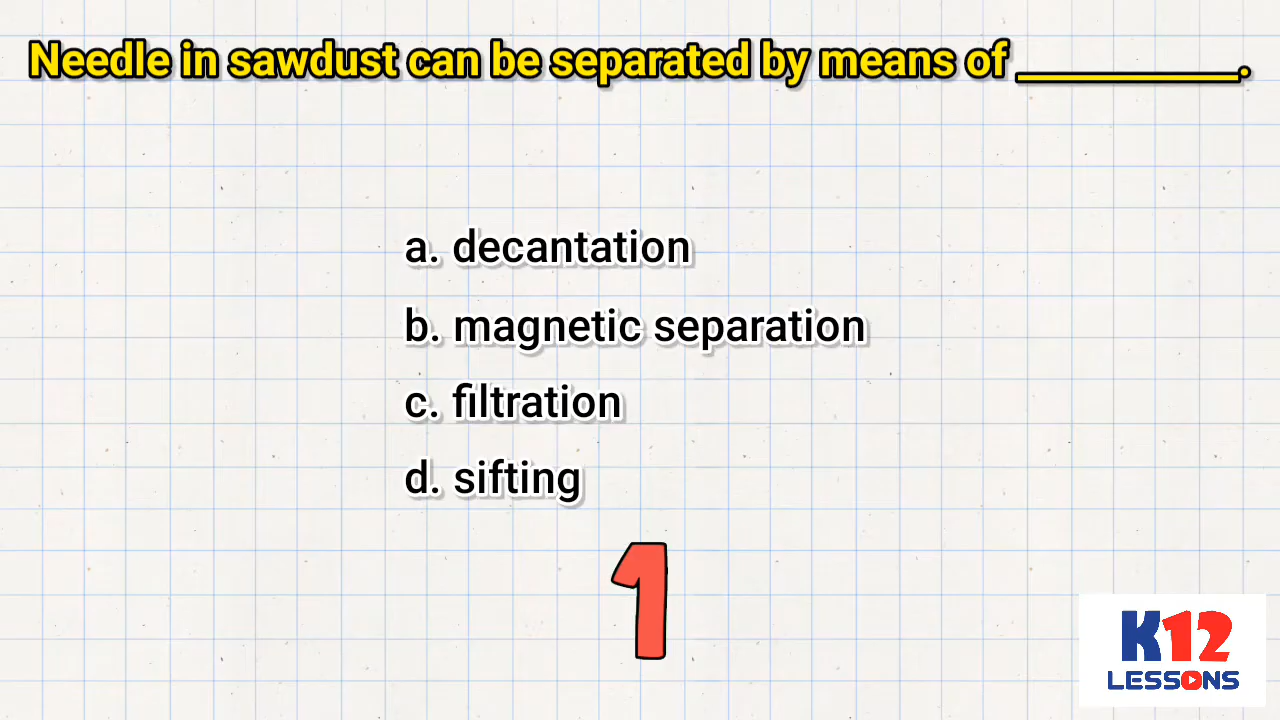 Needle in sawdust can be separated by means of __________.
a. decantation
b. magnetic separation
c. filtration
d. sifting
1
K12
LESSONS